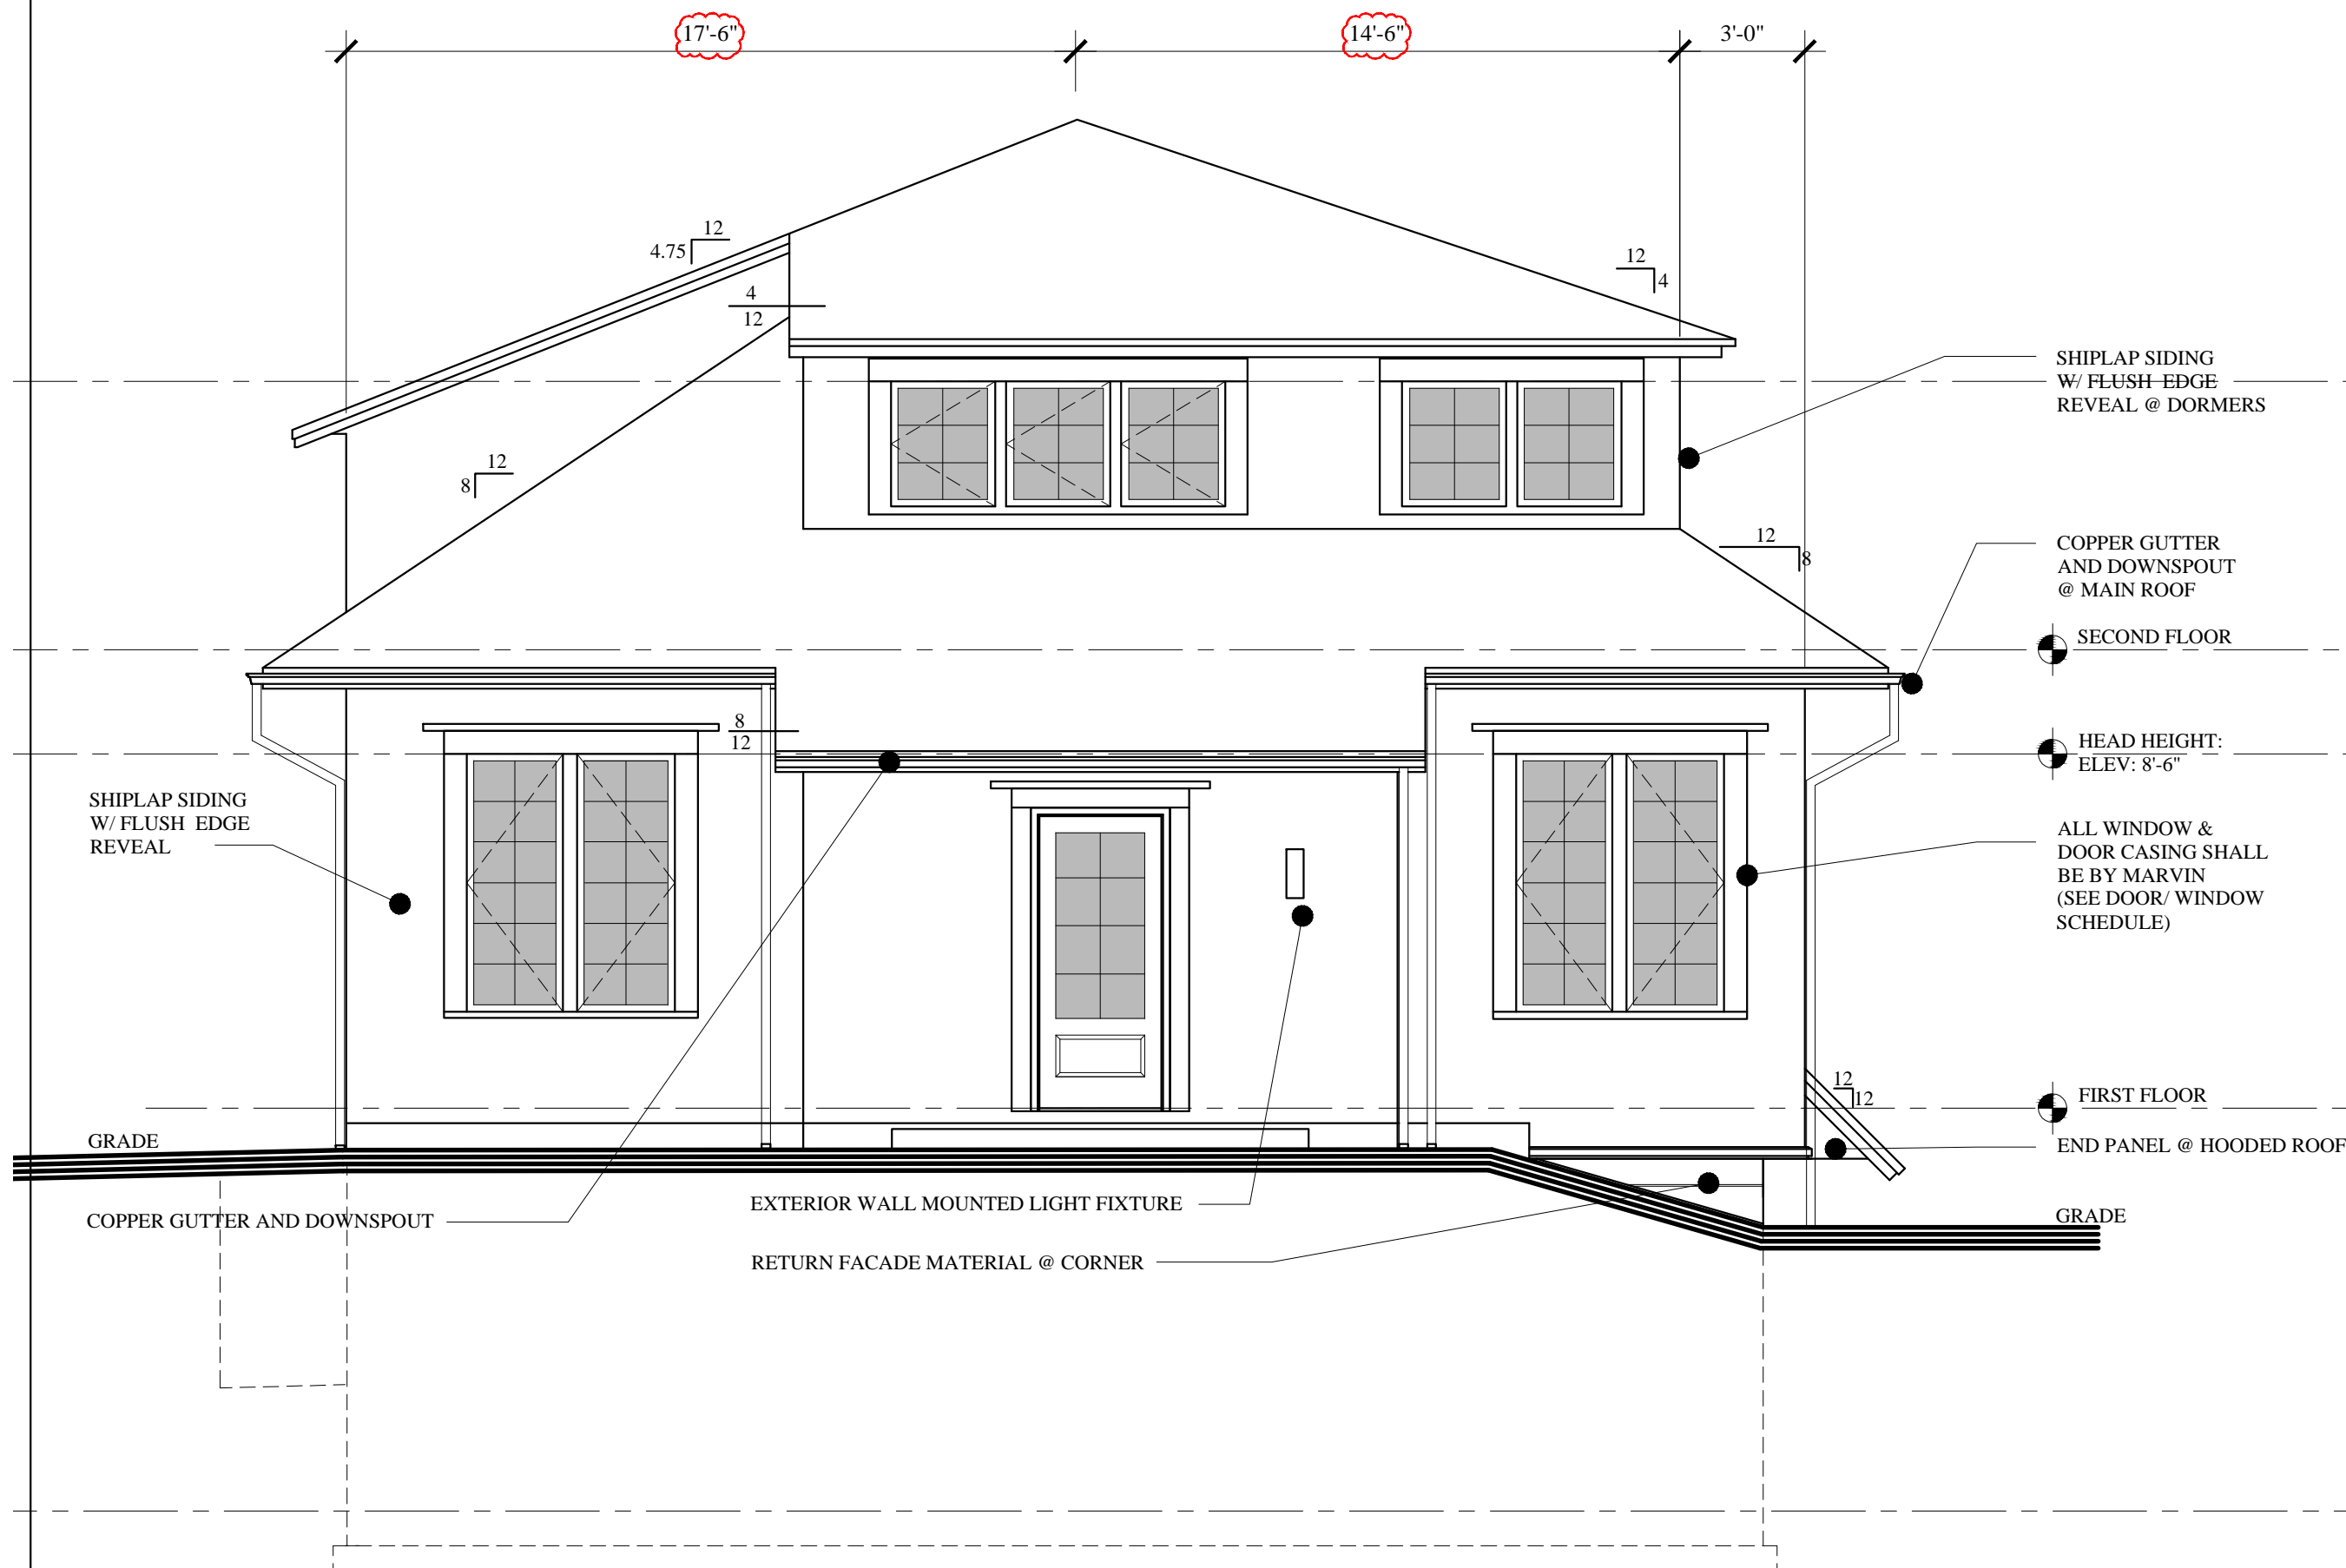 17'-6"
14'-6"
3'-0"
12
4.75
12
4
4
12
SHIPLAP SIDING
W/ FLUSH EDGE
REVEAL @ DORMERS
12
8
12
8
COPPER GUTTER
AND DOWNSPOUT
@ MAIN ROOF
SECOND FLOOR
8
12
HEAD HEIGHT:
ELEV: 8'-6"
SHIPLAP SIDING
W/ FLUSH EDGE
REVEAL
ALL WINDOW &
DOOR CASING SHALL
BE BY MARVIN
(SEE DOOR/ WINDOW
SCHEDULE)
12
12
FIRST FLOOR
GRADE
END PANEL @ HOODED ROOF
EXTERIOR WALL MOUNTED LIGHT FIXTURE
COPPER GUTTER AND DOWNSPOUT
GRADE
RETURN FACADE MATERIAL @ CORNER